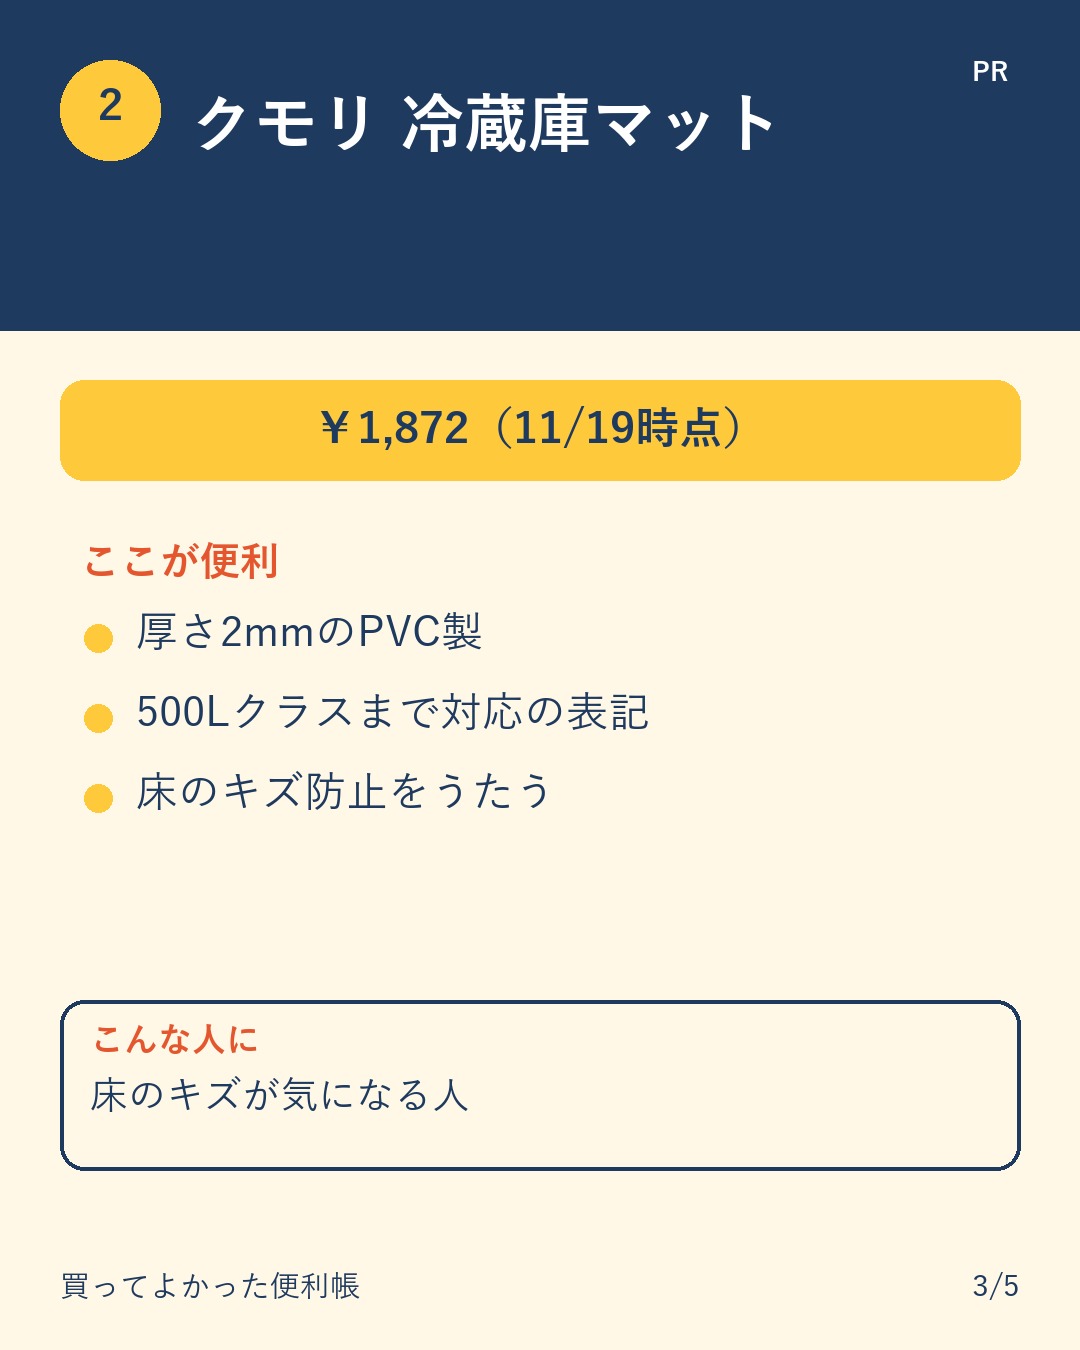 2
クモリ 冷蔵庫マット
PR
￥1,872（11/19時点）
ここが便利
厚さ2mmのPVC製
500Lクラスまで対応の表記
床のキズ防止をうたう
こんな人に
床のキズが気になる人
買ってよかった便利帳
3/5